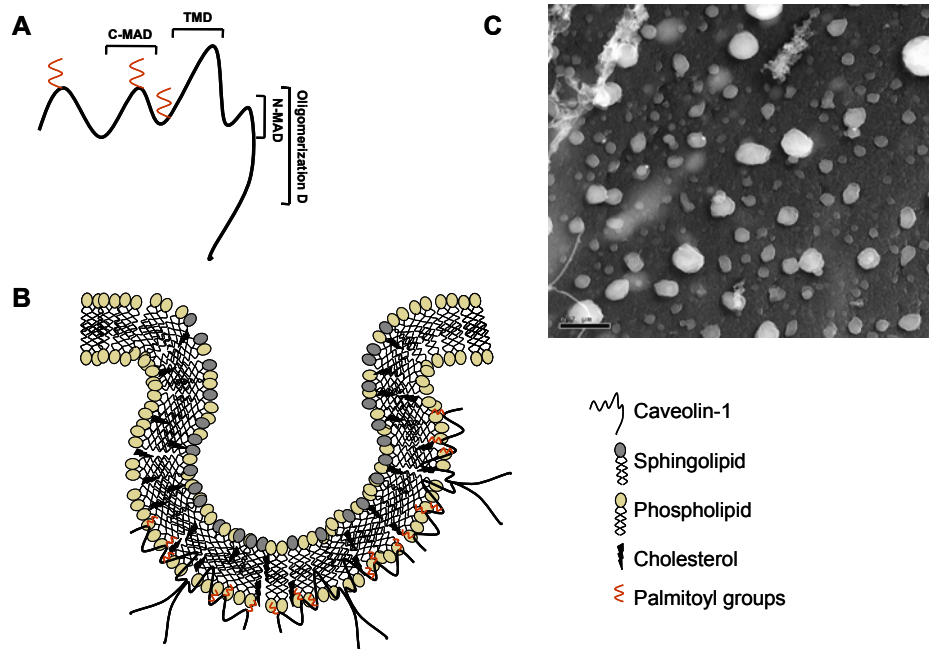 A
C-MAD
TMD
N-MAD
Oligomerization D
B
C
Caveolin-1
Sphingolipid
Phospholipid
Cholesterol
Palmitoyl groups